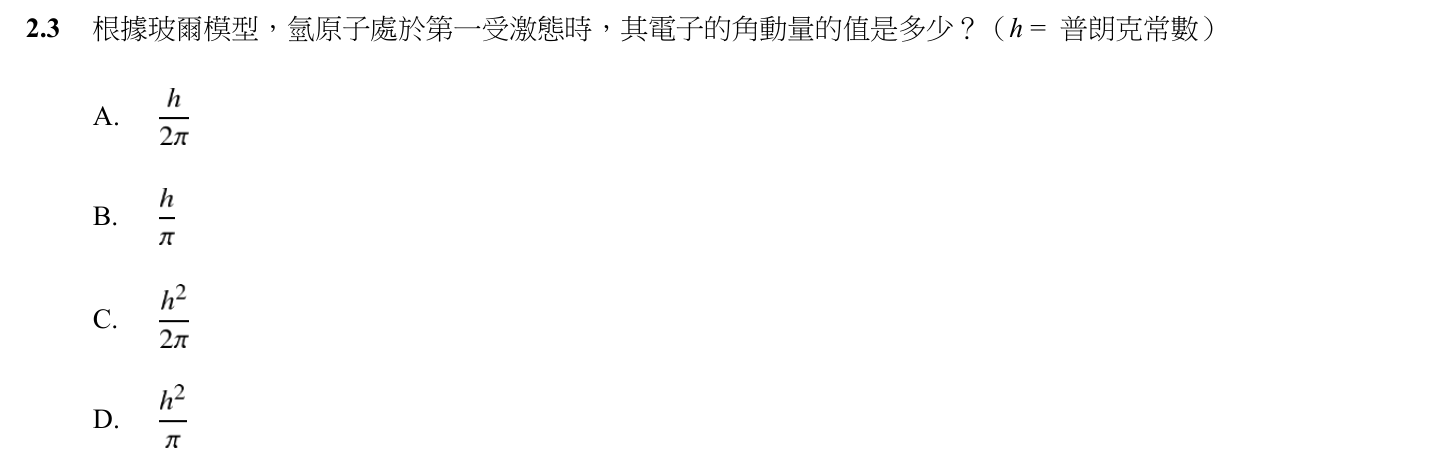 2.3 根據玻爾模型，氫原子處於第一受激態時，其電子的角動量的值是多少？（h = 普朗克常數）
A. h/2π
B. h/π
C. h²/2π
D. h²/π